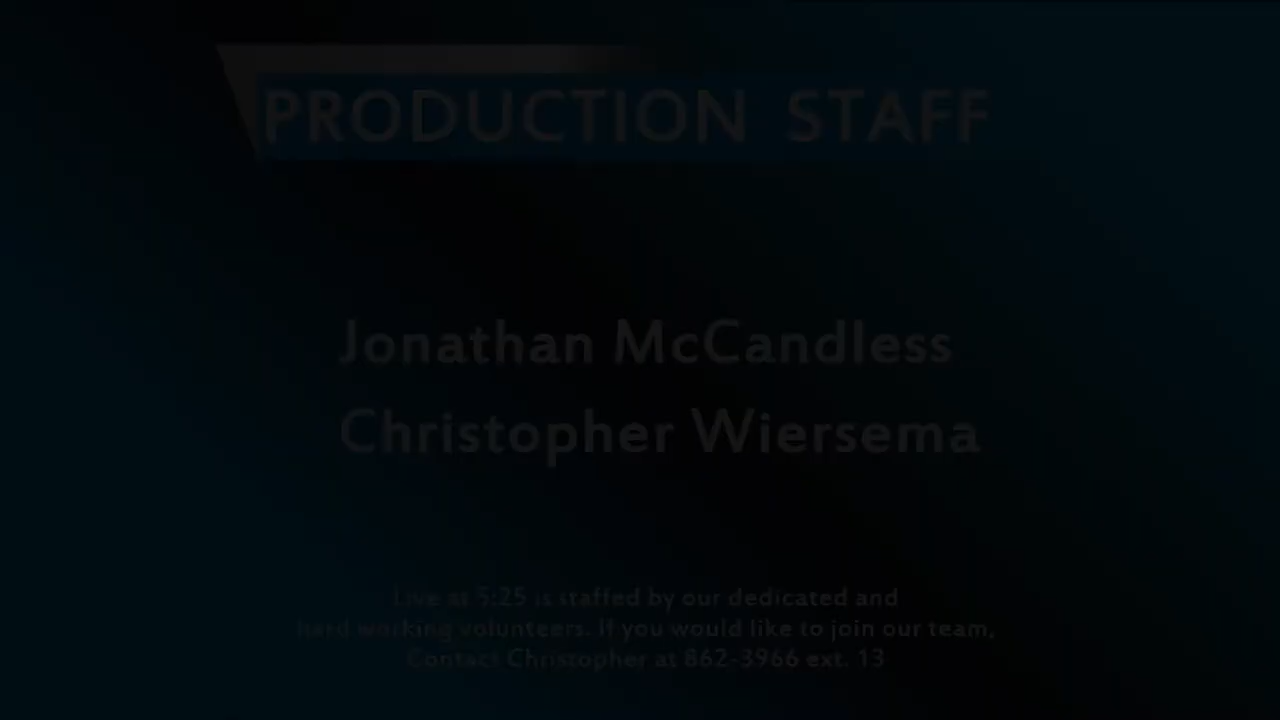 PRODUCTION STAFF
Jonathan McCandless
Christopher Wiersema
Live at 5:25 is staffed by our dedicated and
hard working volunteers. If you would like to join our team,
Contact Christopher at 862-3966 ext. 13